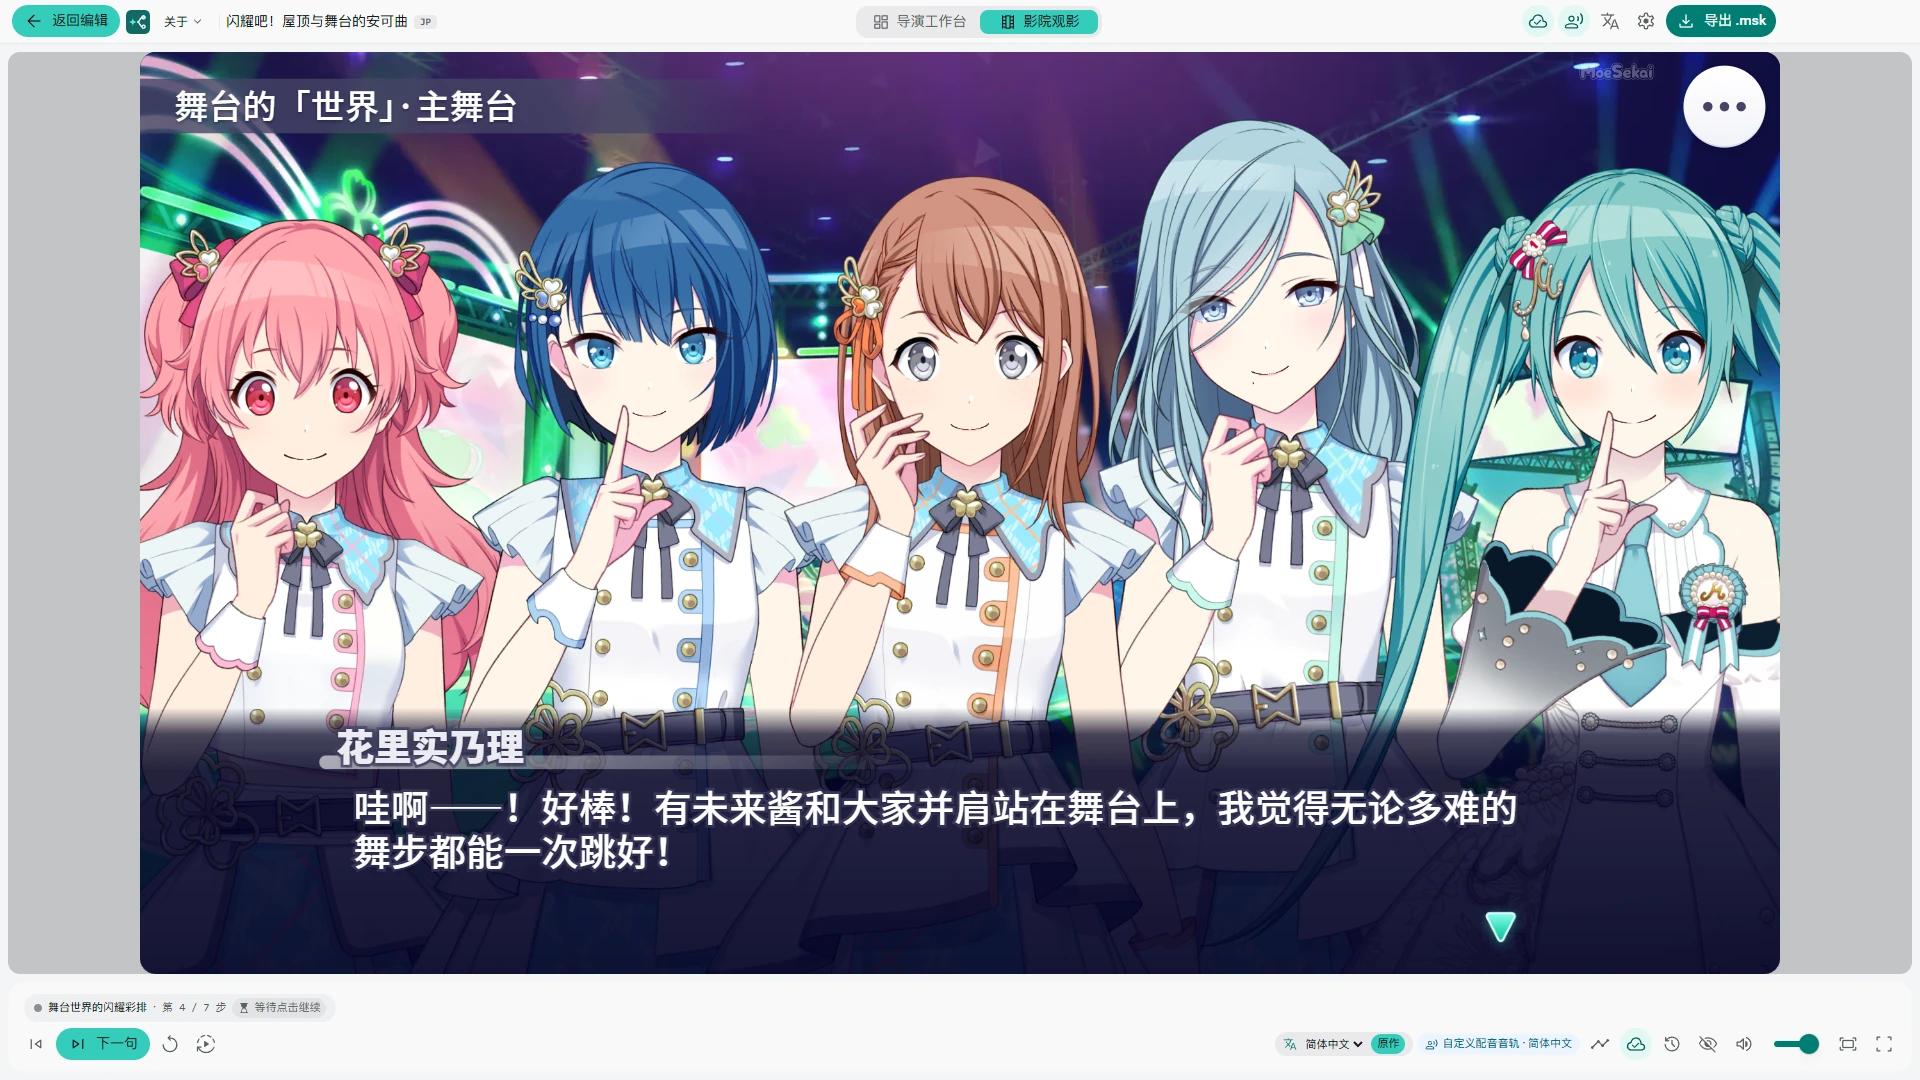 返回编辑
关于
闪耀吧！屋顶与舞台的安可曲 JP
导演工作台
影院观影
导出 .msk
MoeSekai
舞台的「世界」·主舞台
花里实乃理
哇啊——！好棒！有未来酱和大家并肩站在舞台上，我觉得无论多难的
舞步都能一次跳好！
舞台世界的闪耀彩排 · 第 4 / 7 步 等待点击继续
下一句
简体中文 原作
自定义配音音轨·简体中文